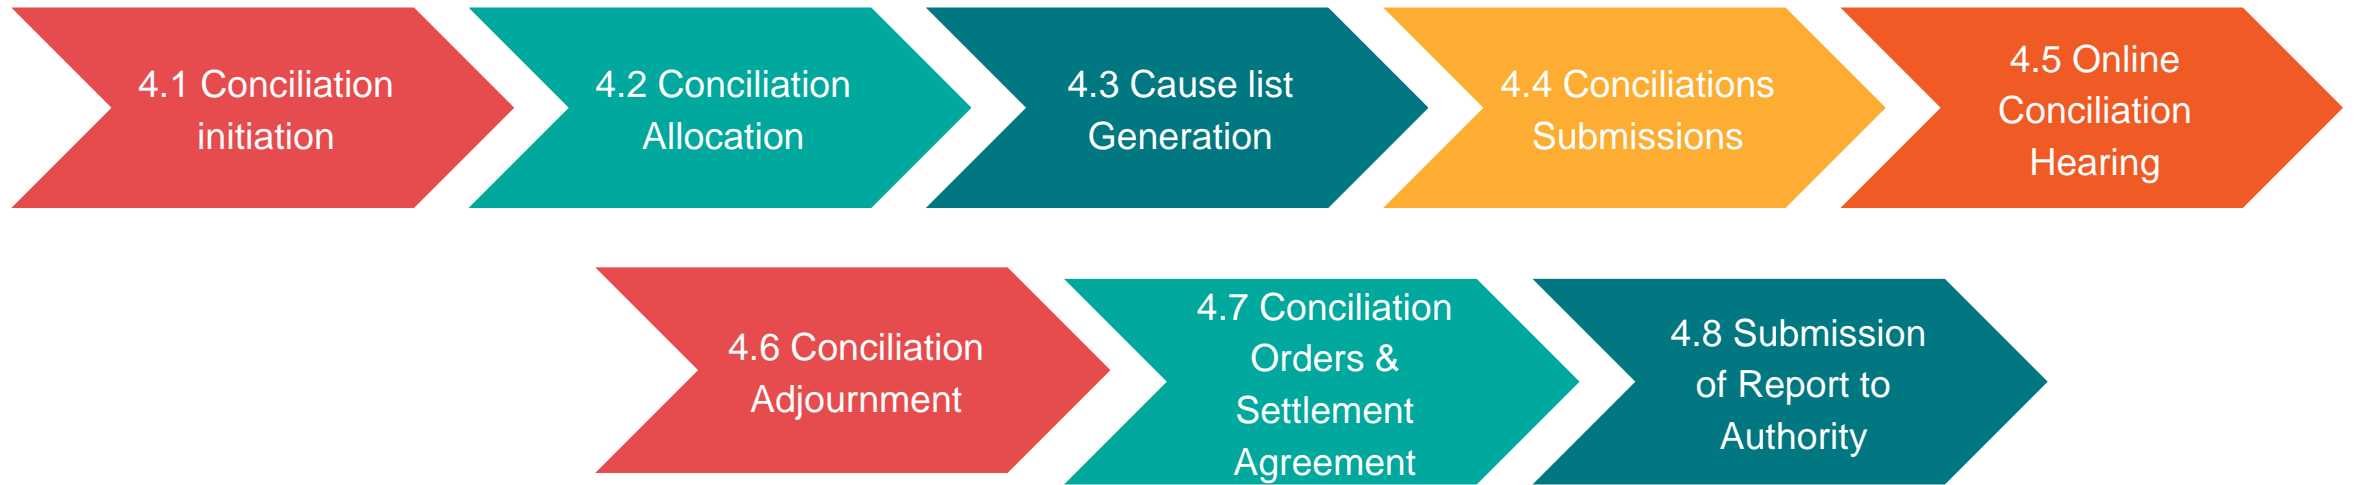 4.1 Conciliation
initiation
4.2 Conciliation
Allocation
4.3 Cause list
Generation
4.4 Conciliations
Submissions
4.5 Online
Conciliation
Hearing
4.6 Conciliation
Adjournment
4.7 Conciliation
Orders &
Settlement
Agreement
4.8 Submission
of Report to
Authority